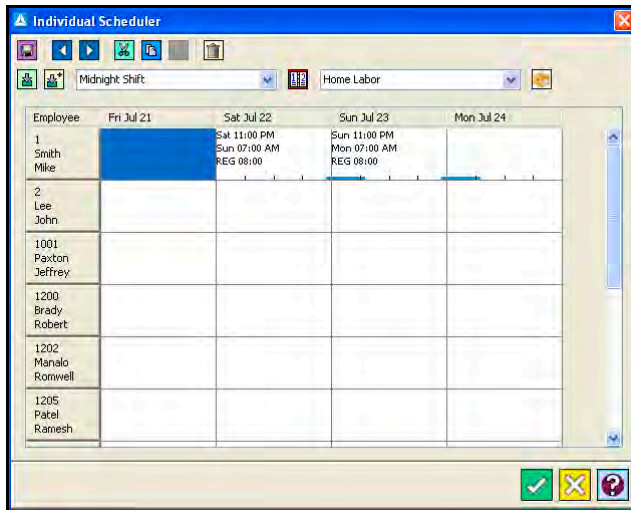 Individual Scheduler
Midnight Shift
Home Labor
Employee Fri Jul 21 Sat Jul 22 Sun Jul 23 Mon Jul 24
1
Smith
Mike
Sat 11:00 PM
Sun 07:00 AM
REG 08:00
Sun 11:00 PM
Mon 07:00 AM
REG 08:00
2
Lee
John
1001
Paxton
Jeffrey
1200
Brady
Robert
1202
Manalo
Romwell
1205
Patel
Ramesh